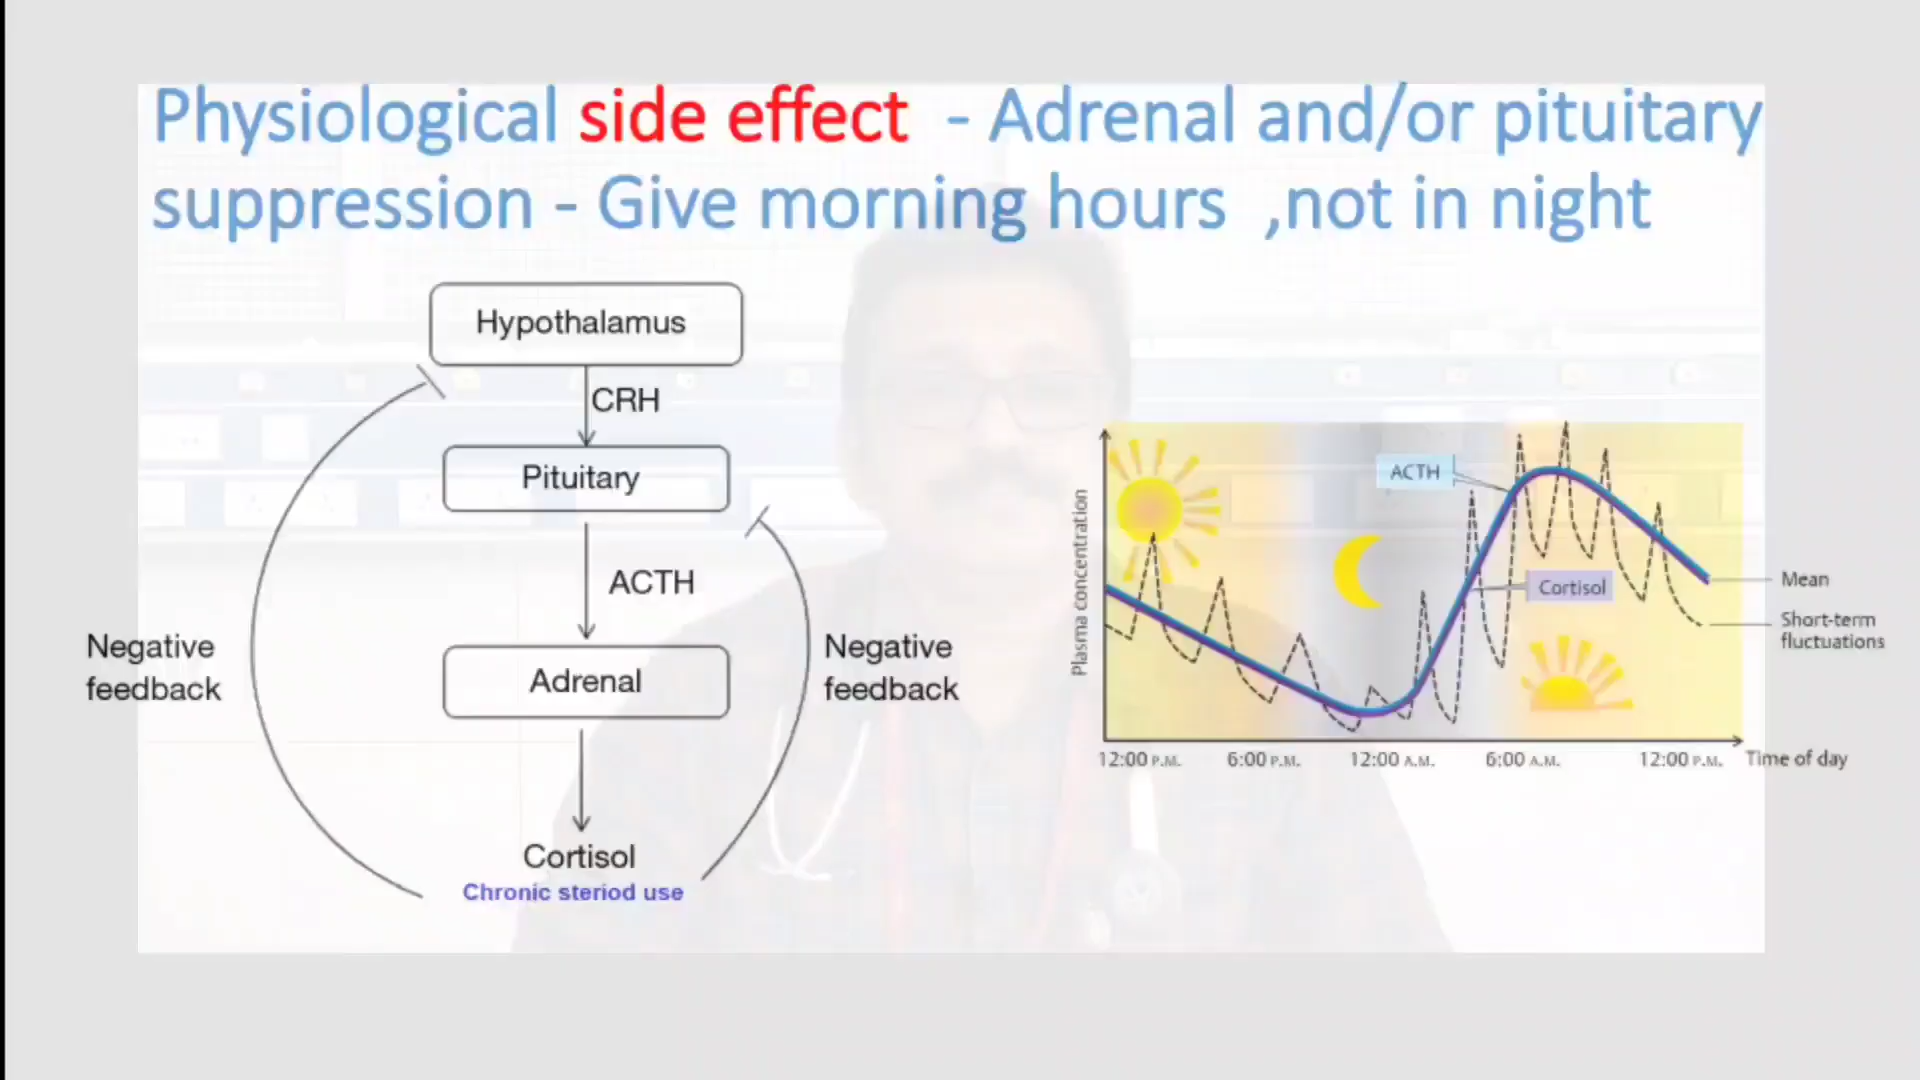 Physiological side effect - Adrenal and/or pituitary
suppression - Give morning hours ,not in night
Hypothalamus
CRH
Pituitary
ACTH
Adrenal
Negative
feedback
Negative
feedback
Cortisol
Chronic steriod use
Plasma concentration
ACTH
Cortisol
Mean
Short-term
fluctuations
12:00 P.M. 6:00 P.M. 12:00 A.M. 6:00 A.M. 12:00 P.M. Time of day